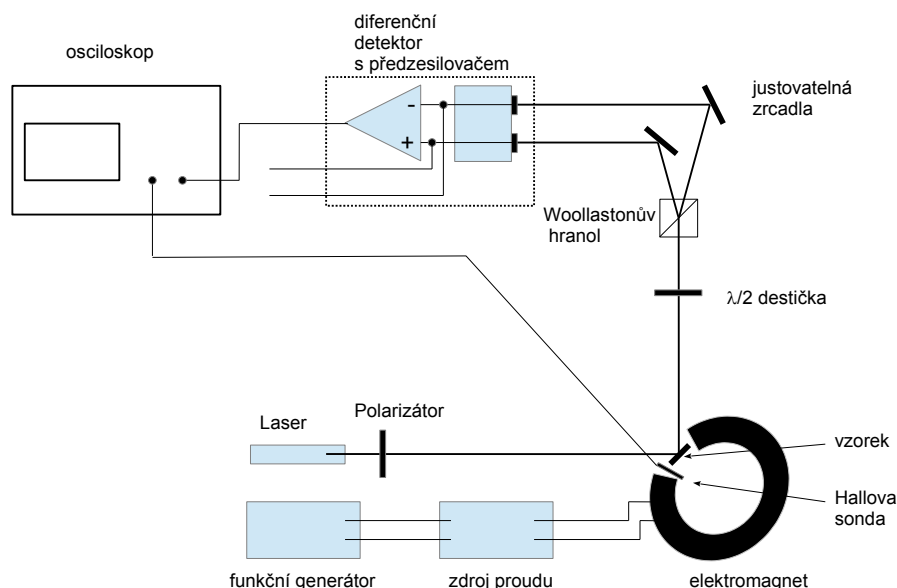 osciloskop
diferenční
detektor
s předzesilovačem
-
+
justovatelná
zrcadla
Woollastonův
hranol
λ/2 destička
Laser
Polarizátor
vzorek
Hallova
sonda
funkční generátor
zdroj proudu
elektromagnet